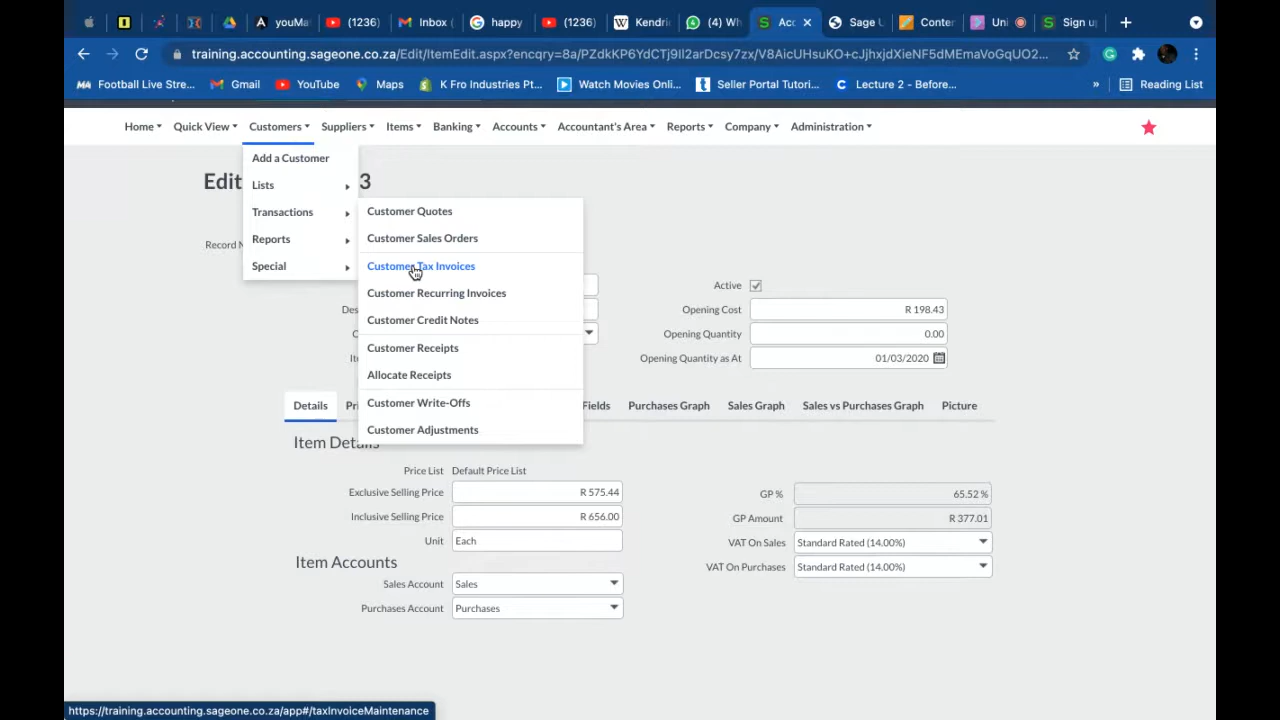 youMa
(1236)
Inbox (
happy
(1236)
Kendri
(4) Wh
Acc
Sage U
Conter
Uni
Sign up
training.accounting.sageone.co.za/Edit/ItemEdit.aspx?encqry=8a/PZdkKP6YdCTj9II2arDcsy7zx/V8AicUHsuKO+cJjhxjdXieNF5dMEmaVoGqUO2...
Football Live Stre...
Gmail
YouTube
Maps
K Fro Industries Pt...
Watch Movies Onli...
Seller Portal Tutori...
Lecture 2 - Before...
»
Reading List
Home
Quick View
Customers
Suppliers
Items
Banking
Accounts
Accountant's Area
Reports
Company
Administration
Add a Customer
Lists
Transactions
Reports
Special
Edit
3
Record N
Customer Quotes
Customer Sales Orders
Customer Tax Invoices
Customer Recurring Invoices
Customer Credit Notes
Customer Receipts
Allocate Receipts
Customer Write-Offs
Customer Adjustments
Des
C
It
Active
Opening Cost R 198.43
Opening Quantity 0.00
Opening Quantity as At 01/03/2020
Details
Pri
Fields
Purchases Graph
Sales Graph
Sales vs Purchases Graph
Picture
Item Details
Price List Default Price List
Exclusive Selling Price R 575.44
Inclusive Selling Price R 656.00
Unit Each
GP % 65.52 %
GP Amount R 377.01
VAT On Sales Standard Rated (14.00%)
VAT On Purchases Standard Rated (14.00%)
Item Accounts
Sales Account Sales
Purchases Account Purchases
https://training.accounting.sageone.co.za/app#/taxInvoiceMaintenance